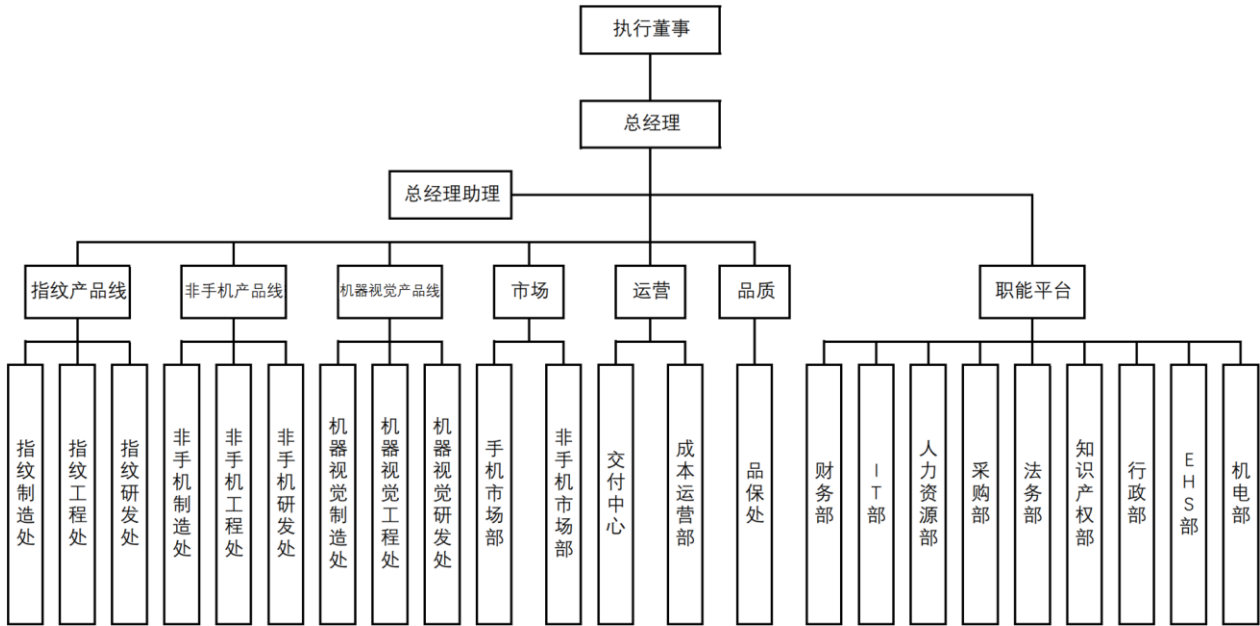 执行董事
总经理
总经理助理
指纹产品线
非手机产品线
机器视觉产品线
市场
运营
品质
职能平台
指纹制造处
指纹工程处
指纹研发处
非手机制造处
非手机工程处
非手机研发处
机器视觉制造处
机器视觉工程处
机器视觉研发处
手机市场部
非手机市场部
交付中心
成本运营部
品保处
财务部
IT部
人力资源部
采购部
法务部
知识产权部
行政部
EHS部
机电部